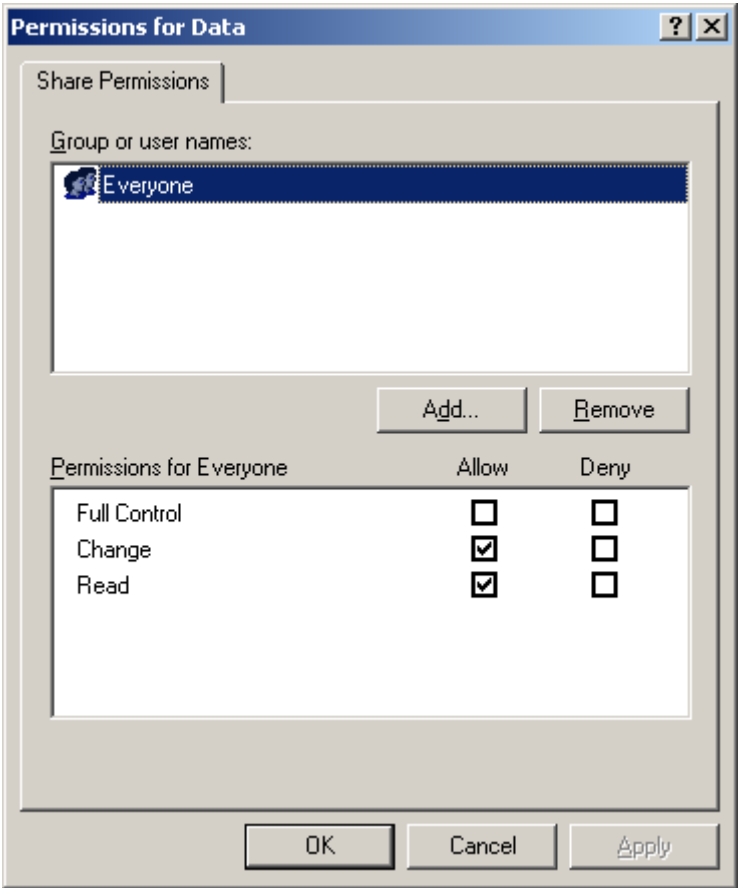 Permissions for Data
Share Permissions
Group or user names:
Everyone
Add... Remove
Permissions for Everyone Allow Deny
Full Control
Change
Read
OK Cancel Apply